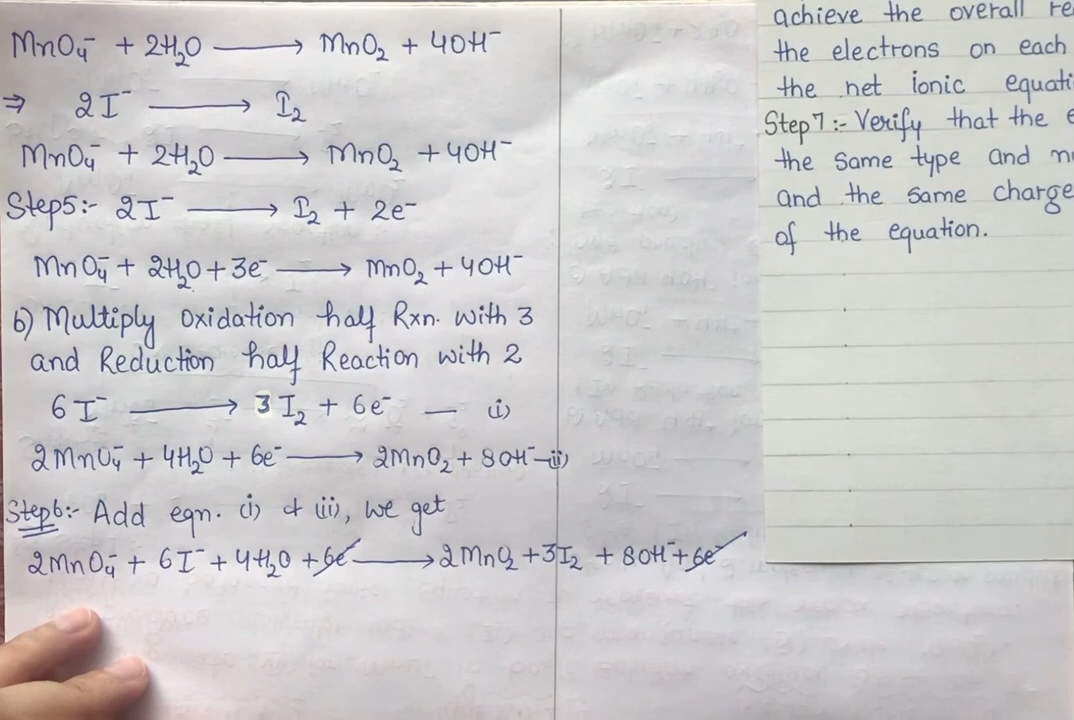 MnO₄⁻ + 2H₂O ⟶ MnO₂ + 4OH⁻
⇒ 2I⁻ ⟶ I₂
MnO₄⁻ + 2H₂O ⟶ MnO₂ + 4OH⁻
Step5:- 2I⁻ ⟶ I₂ + 2e⁻
MnO₄⁻ + 2H₂O + 3e⁻ ⟶ MnO₂ + 4OH⁻
b) Multiply oxidation half Rxn. with 3
and Reduction half Reaction with 2
6I⁻ ⟶ 3I₂ + 6e⁻ — (i)
2MnO₄⁻ + 4H₂O + 6e⁻ ⟶ 2MnO₂ + 8OH⁻ —(ii)
Step6:- Add eqn. (i) & (ii), we get
2MnO₄⁻ + 6I⁻ + 4H₂O + 6e⁻ ⟶ 2MnO₂ + 3I₂ + 8OH⁻ + 6e⁻
achieve the overall
the electrons on each
the net ionic
Step7:- Verify that the
the same type and
and the same charge
of the equation.